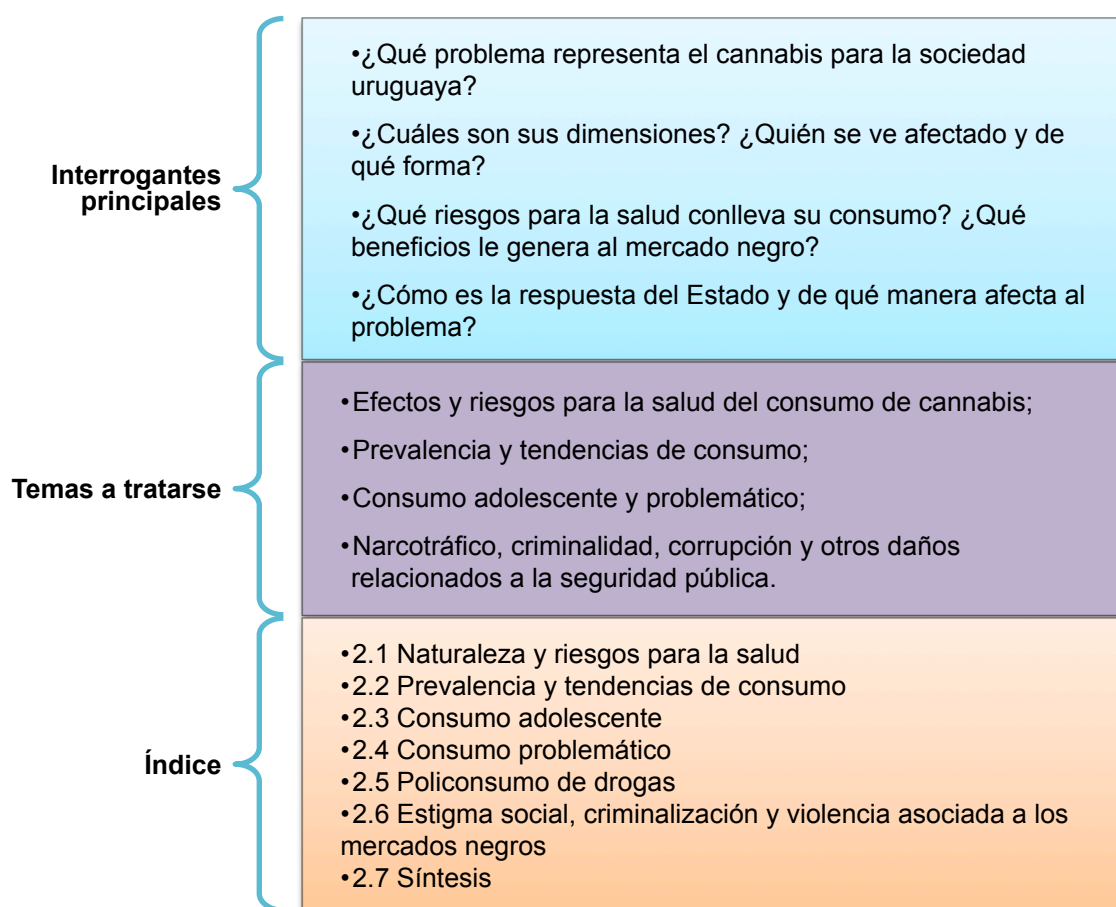 Interrogantes
principales
•¿Qué problema representa el cannabis para la sociedad
uruguaya?
•¿Cuáles son sus dimensiones? ¿Quién se ve afectado y de
qué forma?
•¿Qué riesgos para la salud conlleva su consumo? ¿Qué
beneficios le genera al mercado negro?
•¿Cómo es la respuesta del Estado y de qué manera afecta al
problema?
Temas a tratarse
•Efectos y riesgos para la salud del consumo de cannabis;
•Prevalencia y tendencias de consumo;
•Consumo adolescente y problemático;
•Narcotráfico, criminalidad, corrupción y otros daños
relacionados a la seguridad pública.
Índice
•2.1 Naturaleza y riesgos para la salud
•2.2 Prevalencia y tendencias de consumo
•2.3 Consumo adolescente
•2.4 Consumo problemático
•2.5 Policonsumo de drogas
•2.6 Estigma social, criminalización y violencia asociada a los
mercados negros
•2.7 Síntesis